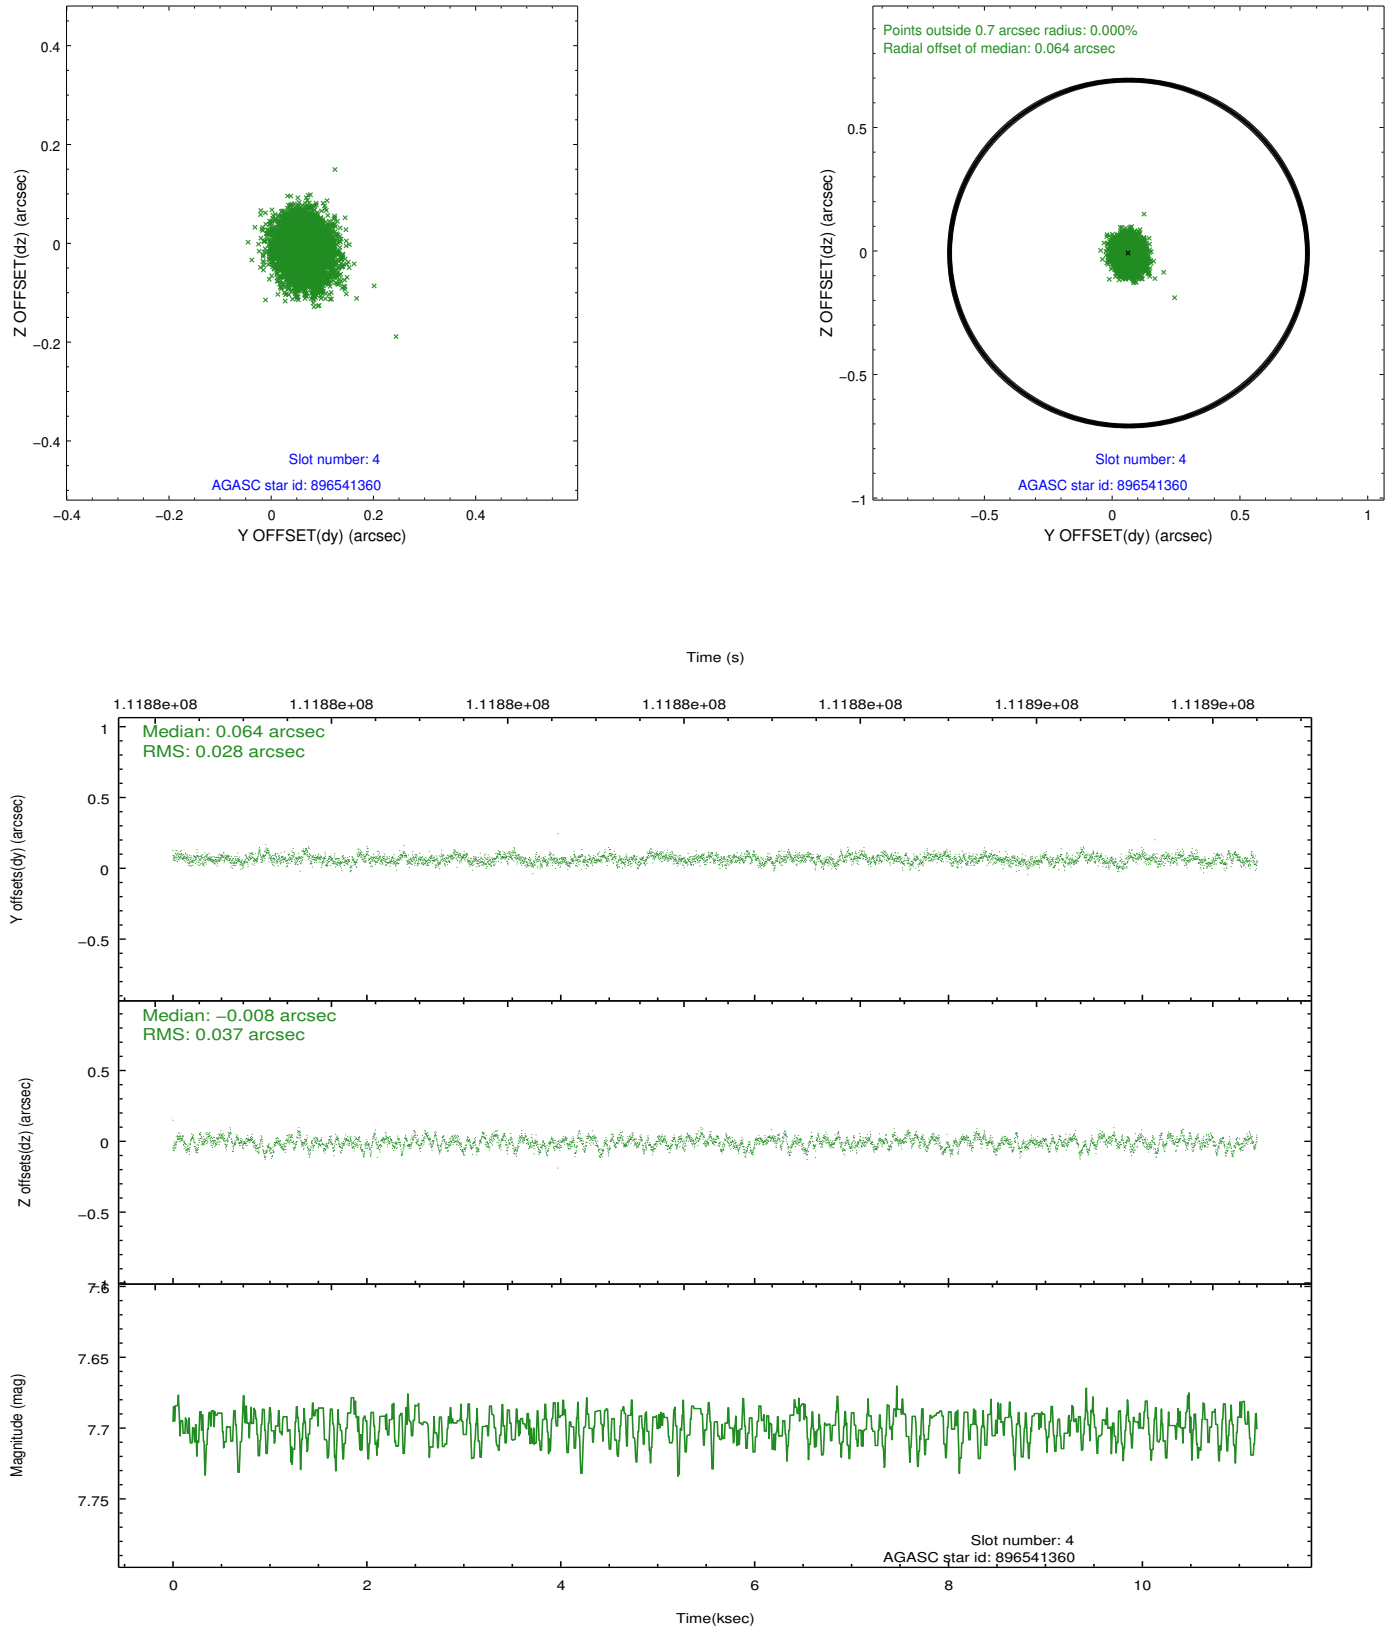 0.4
0.2
0
−0.2
−0.4
Z OFFSET(dz) (arcsec)
Slot number: 4
AGASC star id: 896541360
−0.4 −0.2 0 0.2 0.4
Y OFFSET(dy) (arcsec)
Points outside 0.7 arcsec radius: 0.000%
Radial offset of median: 0.064 arcsec
0.5
0
−0.5
−1
Z OFFSET(dz) (arcsec)
Slot number: 4
AGASC star id: 896541360
−0.5 0 0.5 1
Y OFFSET(dy) (arcsec)
Time (s)
1.1188e+08 1.1188e+08 1.1188e+08 1.1188e+08 1.1188e+08 1.1189e+08 1.1189e+08
Median: 0.064 arcsec
RMS: 0.028 arcsec
1
0.5
0
−0.5
Y offsets(dy) (arcsec)
Median: −0.008 arcsec
RMS: 0.037 arcsec
0.5
0
−0.5
−1
Z offsets(dz) (arcsec)
7.6
7.65
7.7
7.75
Magnitude (mag)
Slot number: 4
AGASC star id: 896541360
0 2 4 6 8 10
Time(ksec)